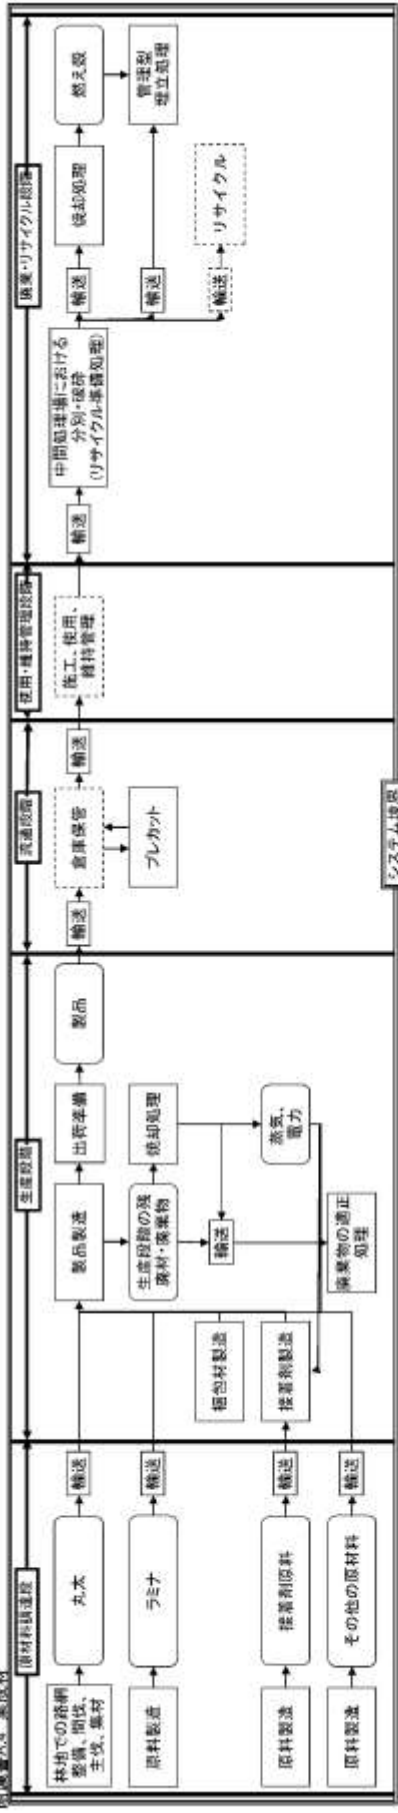 原材料調達段
生産段階
流通段階
使用・維持管理段階
廃棄・リサイクル段階
林地での路網
整備、間伐、
主伐、集材
丸太
輸送
原料製造
ラミナ
輸送
原料製造
接着剤原料
輸送
原料製造
その他の原材料
輸送
製品製造
出荷準備
製品
生産段階の残
廃材・廃棄物
焼却処理
梱包材製造
輸送
接着剤製造
蒸気、
電力
廃棄物の適正
処理
輸送
倉庫保管
輸送
プレカット
施工、使用、
維持管理
輸送
中間処理場における
分別・破砕
(リサイクル準備処理)
輸送
焼却処理
燃え殻
輸送
管理型
埋立処理
輸送
リサイクル
システム境界